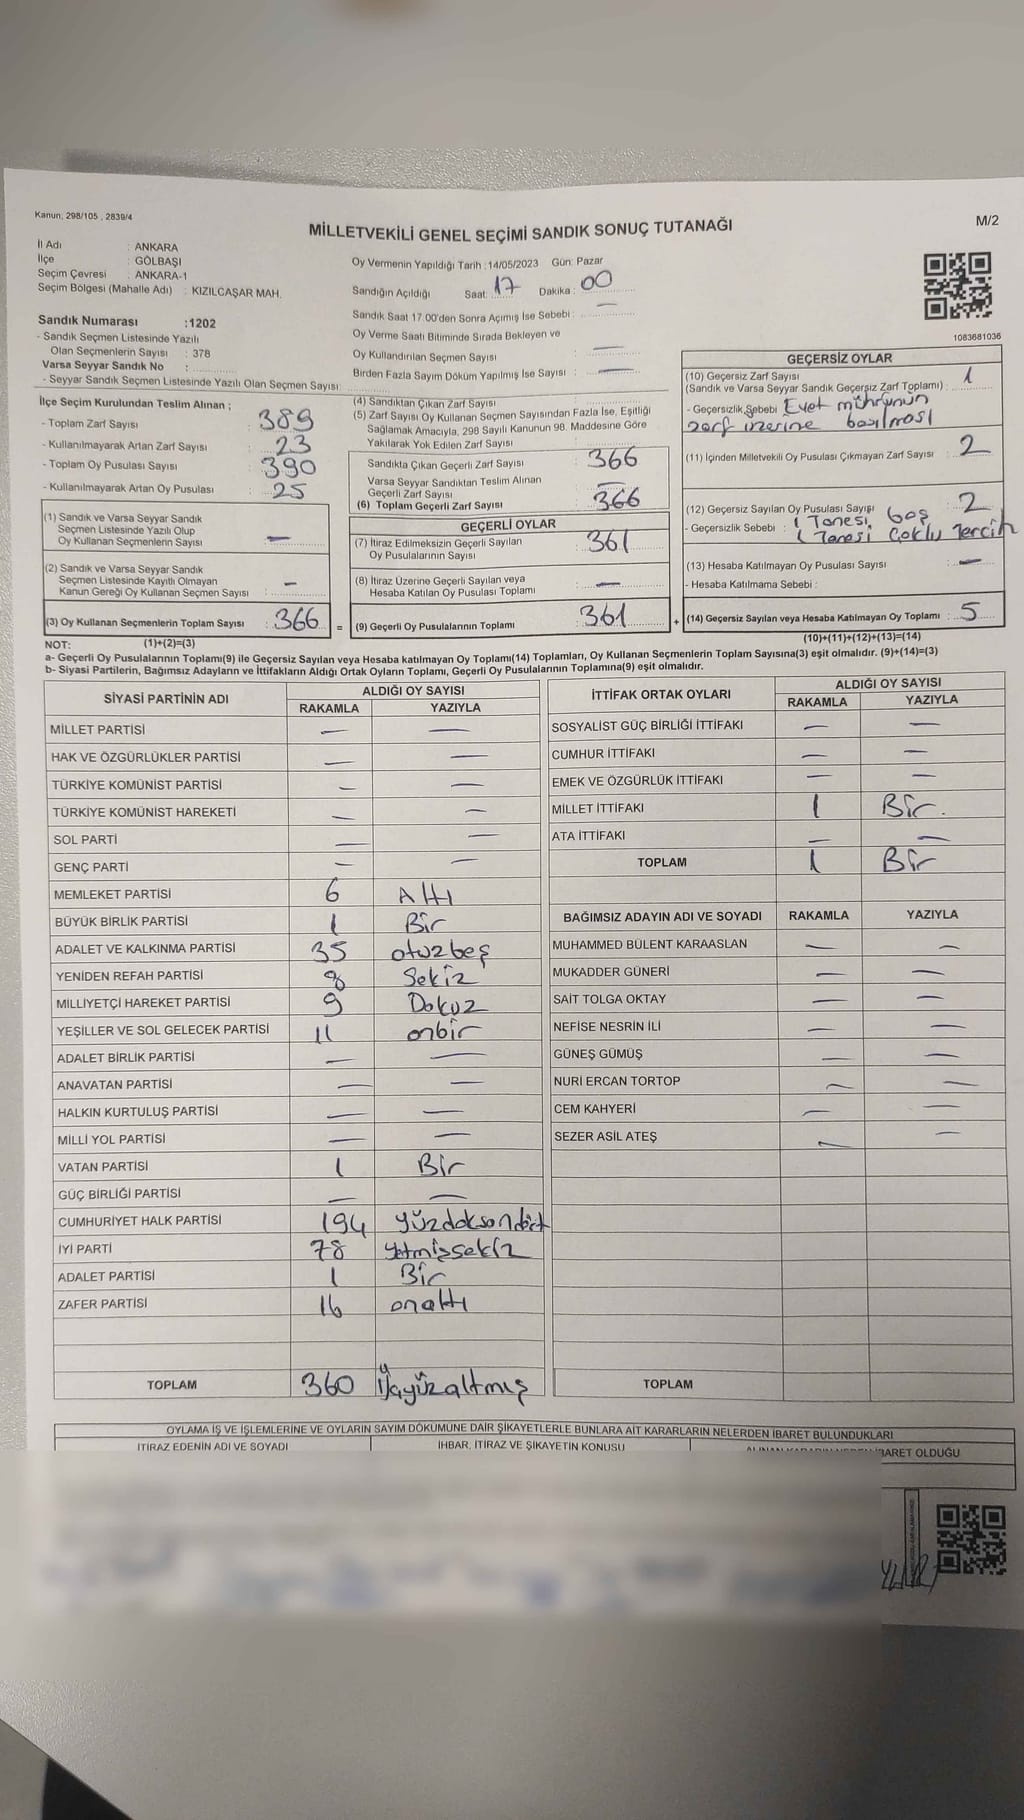 Kanun, 298/105 , 2839/4
M/2
MİLLETVEKİLİ GENEL SEÇİMİ SANDIK SONUÇ TUTANAĞI
İl Adı : ANKARA
İlçe : GÖLBAŞI
Seçim Çevresi : ANKARA-1
Seçim Bölgesi (Mahalle Adı) : KIZILCAŞAR MAH.
Oy Vermenin Yapıldığı Tarih :14/05/2023 Gün: Pazar
Sandığın Açıldığı Saat: 17 Dakika : 00
Sandık Saat 17.00'den Sonra Açmış İse Sebebi : —
Oy Verme Saati Bitiminde Sırada Bekleyen ve
Oy Kullandırılan Seçmen Sayısı : —
Birden Fazla Sayım Döküm Yapılmış İse Sayısı : —
1083681036
Sandık Numarası :1202
- Sandık Seçmen Listesinde Yazılı
Olan Seçmenlerin Sayısı : 378
Varsa Seyyar Sandık No :
- Seyyar Sandık Seçmen Listesinde Yazılı Olan Seçmen Sayısı:
İlçe Seçim Kurulundan Teslim Alınan ;
- Toplam Zarf Sayısı : 389
- Kullanılmayarak Artan Zarf Sayısı : 23
- Toplam Oy Pusulası Sayısı : 390
- Kullanılmayarak Artan Oy Pusulası : 25
(4) Sandıktan Çıkan Zarf Sayısı :
(5) Zarf Sayısı Oy Kullanan Seçmen Sayısından Fazla İse, Eşitliği
Sağlamak Amacıyla, 298 Sayılı Kanunun 98. Maddesine Göre
Yakılarak Yok Edilen Zarf Sayısı :
Sandıkta Çıkan Geçerli Zarf Sayısı : 366
Varsa Seyyar Sandıktan Teslim Alınan
Geçerli Zarf Sayısı : —
(6) Toplam Geçerli Zarf Sayısı : 366
GEÇERSİZ OYLAR
(10) Geçersiz Zarf Sayısı
(Sandık ve Varsa Seyyar Sandık Geçersiz Zarf Toplamı) : 1
- Geçersizlik Sebebi : Evet mührünün
zarf üzerine basılması
(11) İçinden Milletvekili Oy Pusulası Çıkmayan Zarf Sayısı : 2
(12) Geçersiz Sayılan Oy Pusulası Sayısı : 2
- Geçersizlik Sebebi : 1 Tanesi boş
1 Tanesi Çoklu Tercih
(13) Hesaba Katılmayan Oy Pusulası Sayısı : —
- Hesaba Katılmama Sebebi :
(14) Geçersiz Sayılan veya Hesaba Katılmayan Oy Toplamı : 5
(10)+(11)+(12)+(13)=(14)
(1) Sandık ve Varsa Seyyar Sandık
Seçmen Listesinde Yazılı Olup
Oy Kullanan Seçmenlerin Sayısı : —
(2) Sandık ve Varsa Seyyar Sandık
Seçmen Listesinde Kayıtlı Olmayan
Kanun Gereği Oy Kullanan Seçmen Sayısı : —
(3) Oy Kullanan Seçmenlerin Toplam Sayısı : 366 =
(1)+(2)=(3)
GEÇERLİ OYLAR
(7) İtiraz Edilmeksizin Geçerli Sayılan
Oy Pusulalarının Sayısı : 361
(8) İtiraz Üzerine Geçerli Sayılan veya
Hesaba Katılan Oy Pusulası Toplamı : —
(9) Geçerli Oy Pusulalarının Toplamı : 361 +
NOT:
a- Geçerli Oy Pusulalarının Toplamı(9) ile Geçersiz Sayılan veya Hesaba katılmayan Oy Toplamı(14) Toplamları, Oy Kullanan Seçmenlerin Toplam Sayısına(3) eşit olmalıdır. (9)+(14)=(3)
b- Siyasi Partilerin, Bağımsız Adayların ve İttifakların Aldığı Ortak Oyların Toplamı, Geçerli Oy Pusulalarının Toplamına(9) eşit olmalıdır.
SİYASİ PARTİNİN ADI ALDIĞI OY SAYISI
RAKAMLA YAZIYLA
MİLLET PARTİSİ — —
HAK VE ÖZGÜRLÜKLER PARTİSİ — —
TÜRKİYE KOMÜNİST PARTİSİ — —
TÜRKİYE KOMÜNİST HAREKETİ — —
SOL PARTİ — —
GENÇ PARTİ — —
MEMLEKET PARTİSİ 6 Altı
BÜYÜK BİRLİK PARTİSİ 1 Bir
ADALET VE KALKINMA PARTİSİ 35 otuzbeş
YENİDEN REFAH PARTİSİ 8 Sekiz
MİLLİYETÇİ HAREKET PARTİSİ 9 Dokuz
YEŞİLLER VE SOL GELECEK PARTİSİ 11 onbir
ADALET BİRLİK PARTİSİ — —
ANAVATAN PARTİSİ — —
HALKIN KURTULUŞ PARTİSİ — —
MİLLİ YOL PARTİSİ — —
VATAN PARTİSİ 1 Bir
GÜÇ BİRLİĞİ PARTİSİ — —
CUMHURİYET HALK PARTİSİ 194 Yüzdoksandört
İYİ PARTİ 78 Yetmişsekiz
ADALET PARTİSİ 1 Bir
ZAFER PARTİSİ 16 onaltı
TOPLAM 360 Üçyüzaltmış
İTTİFAK ORTAK OYLARI ALDIĞI OY SAYISI
RAKAMLA YAZIYLA
SOSYALİST GÜÇ BİRLİĞİ İTTİFAKI — —
CUMHUR İTTİFAKI — —
EMEK VE ÖZGÜRLÜK İTTİFAKI — —
MİLLET İTTİFAKI 1 Bir.
ATA İTTİFAKI — —
TOPLAM 1 Bir
BAĞIMSIZ ADAYIN ADI VE SOYADI RAKAMLA YAZIYLA
MUHAMMED BÜLENT KARAASLAN — —
MUKADDER GÜNERİ — —
SAİT TOLGA OKTAY — —
NEFİSE NESRİN İLİ — —
GÜNEŞ GÜMÜŞ — —
NURİ ERCAN TORTOP — —
CEM KAHYERİ — —
SEZER ASİL ATEŞ — —
TOPLAM
OYLAMA İŞ VE İŞLEMLERİNE VE OYLARIN SAYIM DÖKÜMÜNE DAİR ŞİKAYETLERLE BUNLARA AİT KARARLARIN NELERDEN İBARET BULUNDUKLARI
İTİRAZ EDENİN ADI VE SOYADI İHBAR, İTİRAZ VE ŞİKAYETİN KONUSU OLDUĞU